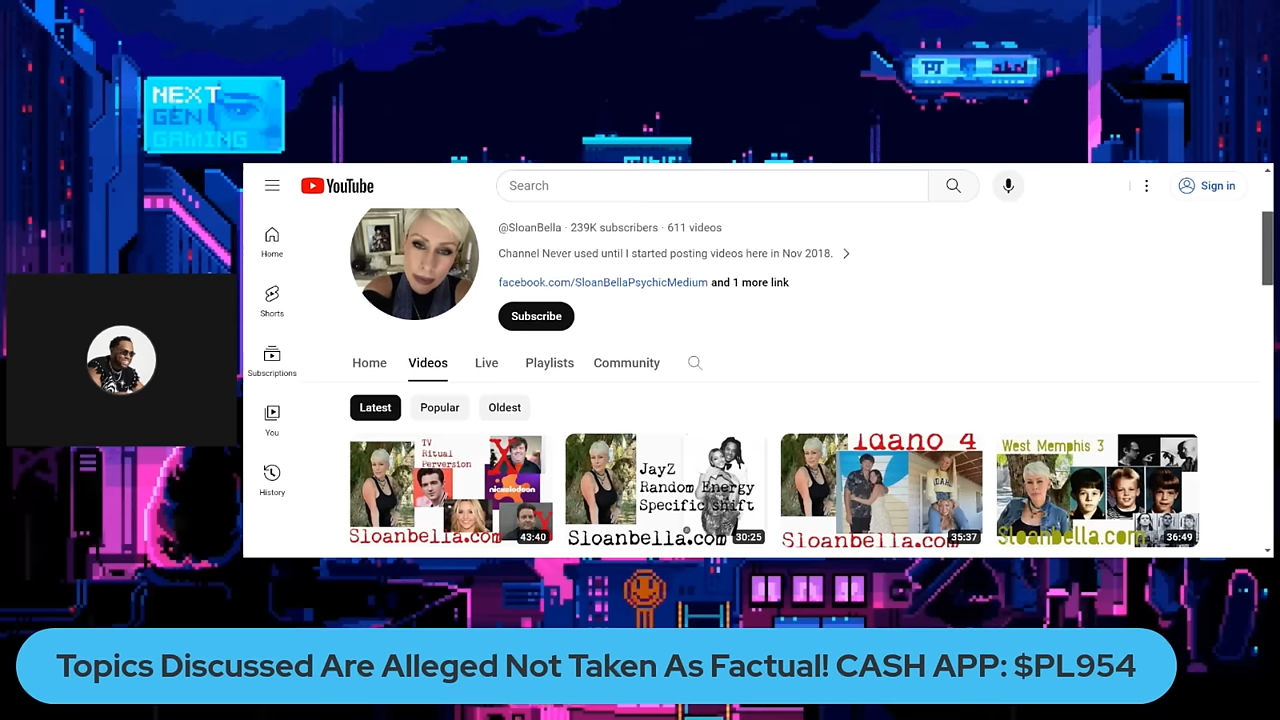 NEXT
GEN
GAMING
YouTube
Search
Sign in
@SloanBella · 239K subscribers · 611 videos
Channel Never used until I started posting videos here in Nov 2018.
facebook.com/SloanBellaPsychicMedium and 1 more link
Subscribe
Home
Shorts
Subscriptions
You
History
Home Videos Live Playlists Community
Latest Popular Oldest
TV
Ritual
Perversion
nickelodeon
Sloanbella.com
43:40
JayZ
Random Energy
Specific shift
Sloanbella.com
30:25
Idaho 4
Sloanbella.com
35:37
West Memphis 3
Sloanbella.com
36:49
Topics Discussed Are Alleged Not Taken As Factual! CASH APP: $PL954